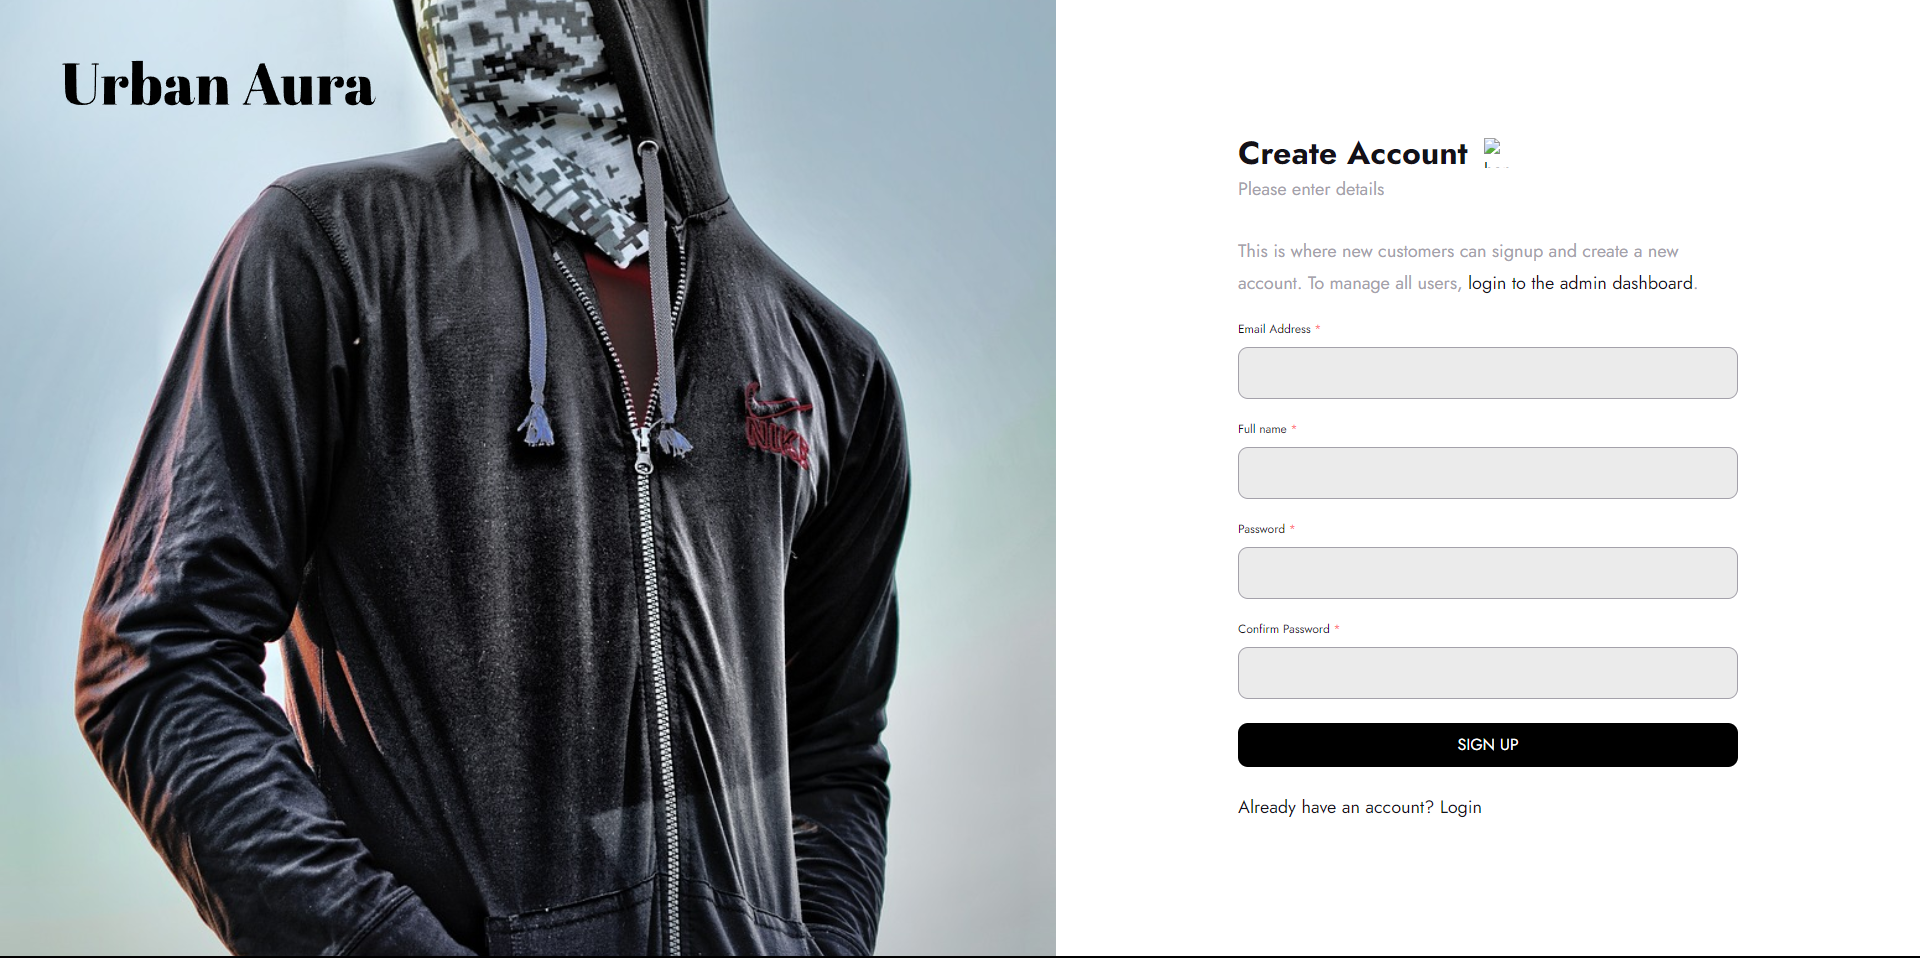 Urban Aura
Create Account
Please enter details
This is where new customers can signup and create a new
account. To manage all users, login to the admin dashboard.
Email Address *
Full name *
Password *
Confirm Password *
SIGN UP
Already have an account? Login
NIKE